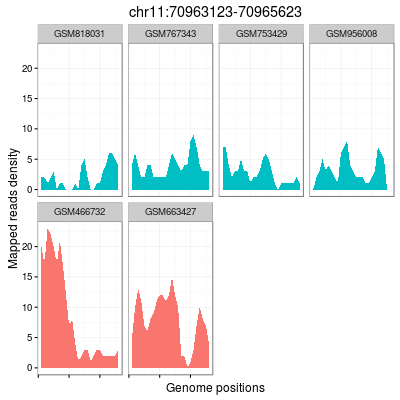 chr11:70963123-70965623
GSM818031 GSM767343 GSM753429 GSM956008
20
15
10
5
0
Mapped reads density
GSM466732 GSM663427
20
15
10
5
0
Genome positions